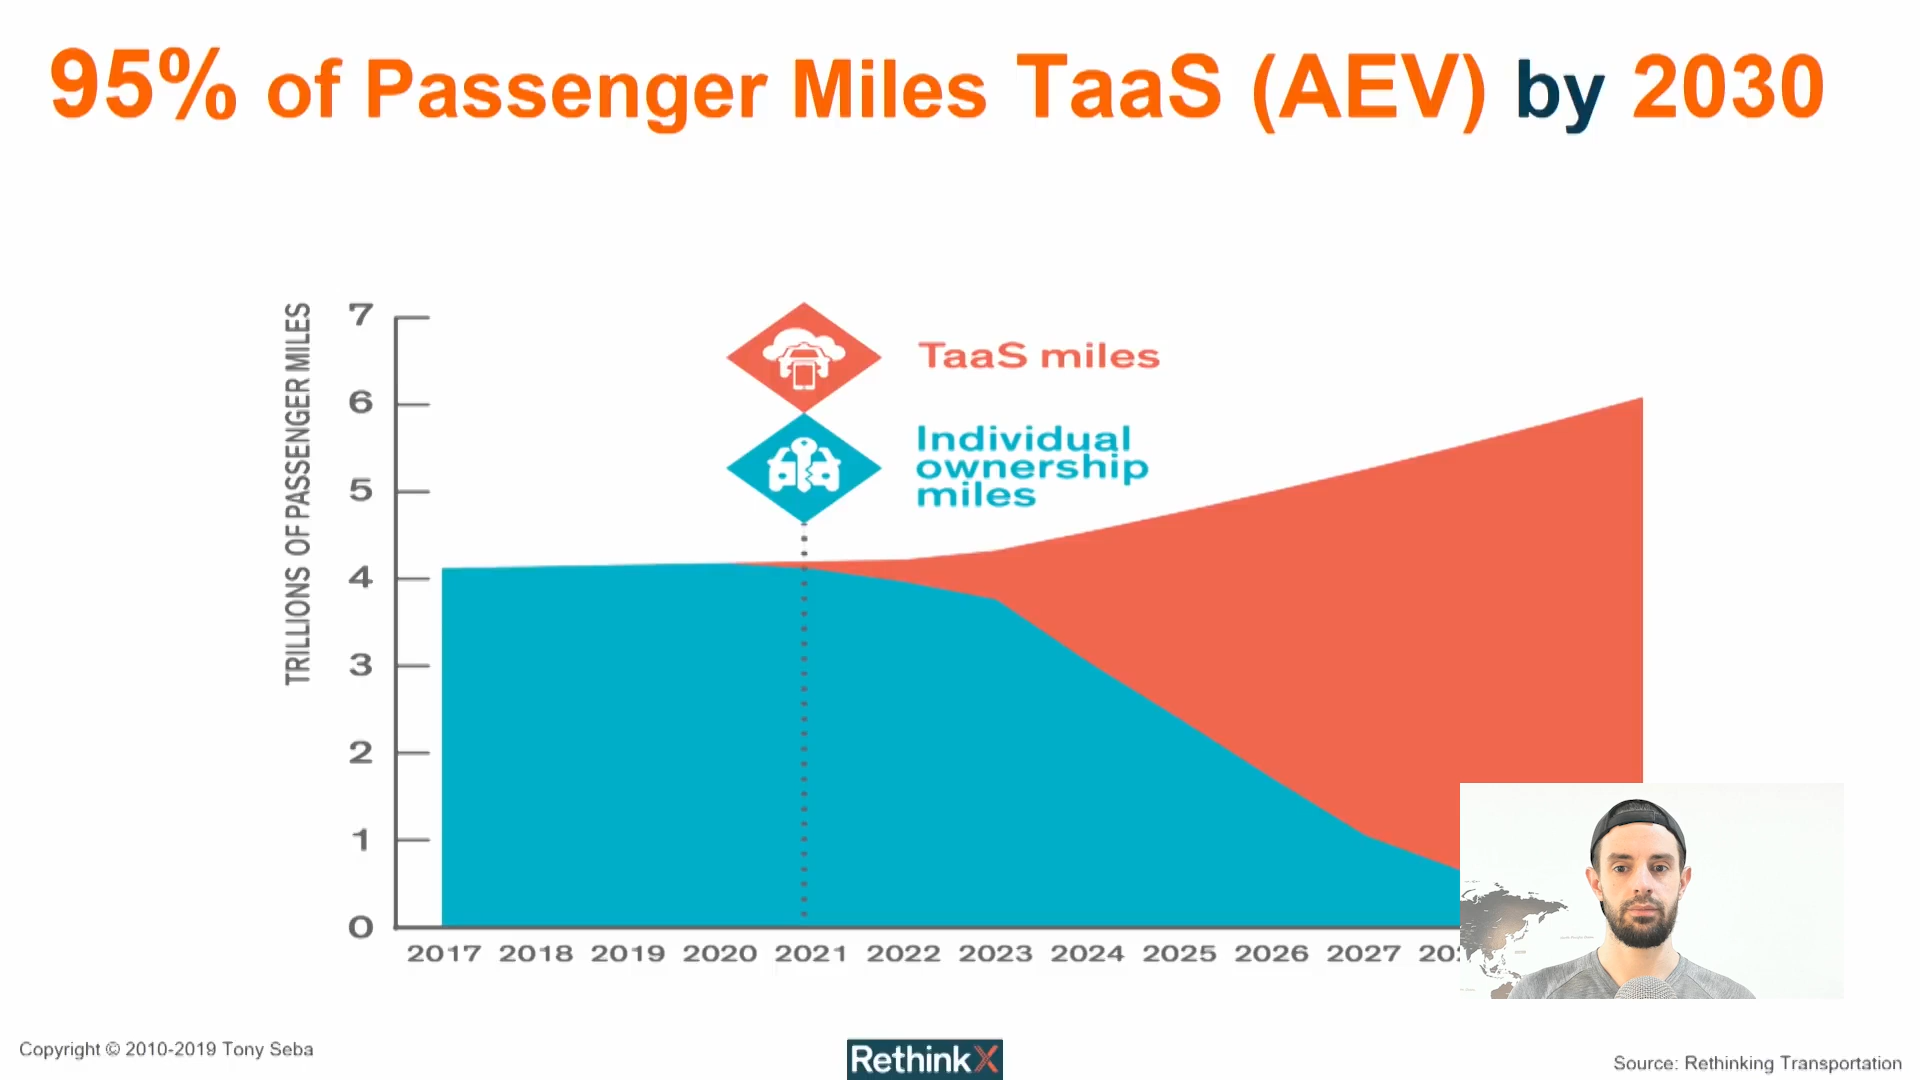 95% of Passenger Miles TaaS (AEV) by 2030
TRILLIONS OF PASSENGER MILES
7
6
5
4
3
2
1
0
TaaS miles
Individual
ownership
miles
2017 2018 2019 2020 2021 2022 2023 2024 2025 2026 2027
Copyright © 2010-2019 Tony Seba
RethinkX
Source: Rethinking Transportation